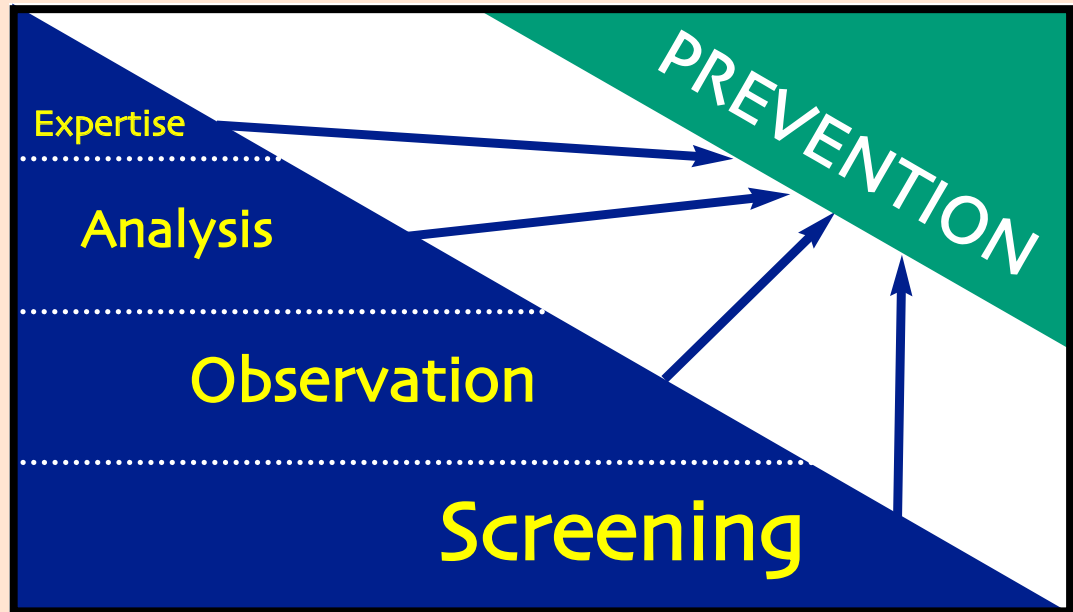 PREVENTION
Expertise
Analysis
Observation
Screening